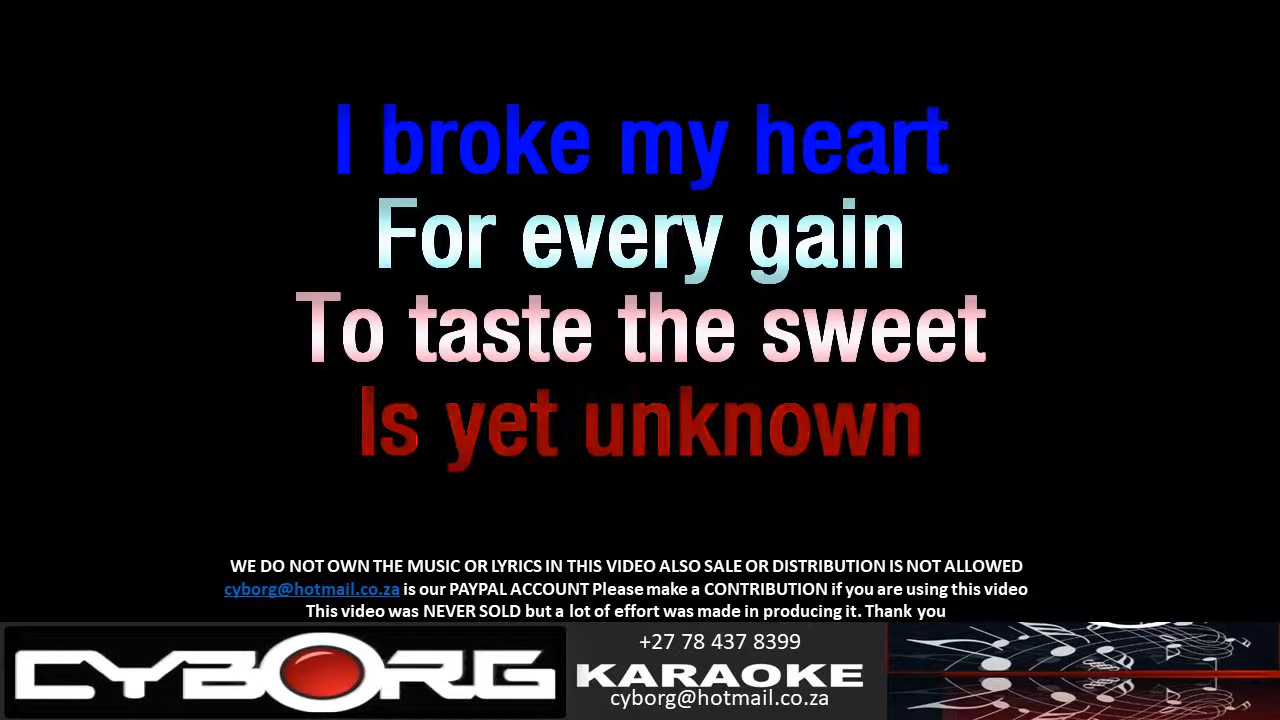 I broke my heart
For every gain
To taste the sweet
Is yet unknown
WE DO NOT OWN THE MUSIC OR LYRICS IN THIS VIDEO ALSO SALE OR DISTRIBUTION IS NOT ALLOWED
cyborg@hotmail.co.za is our PAYPAL ACCOUNT Please make a CONTRIBUTION if you are using this video
This video was NEVER SOLD but a lot of effort was made in producing it. Thank you
CYBORG
+27 78 437 8399
KARAOKE
cyborg@hotmail.co.za